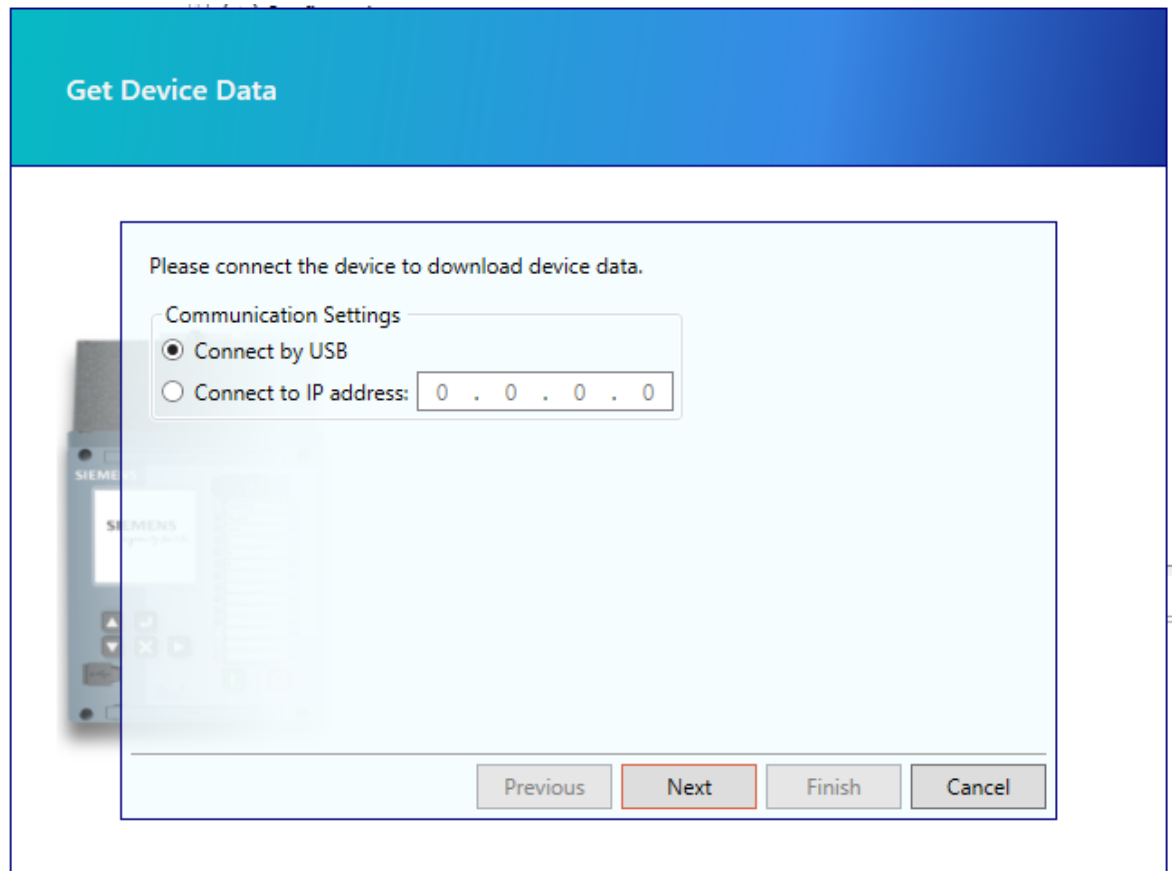 Get Device Data
Please connect the device to download device data.
Communication Settings
Connect by USB
Connect to IP address: 0 . 0 . 0 . 0
SIEMENS
SIEMENS
Previous Next Finish Cancel